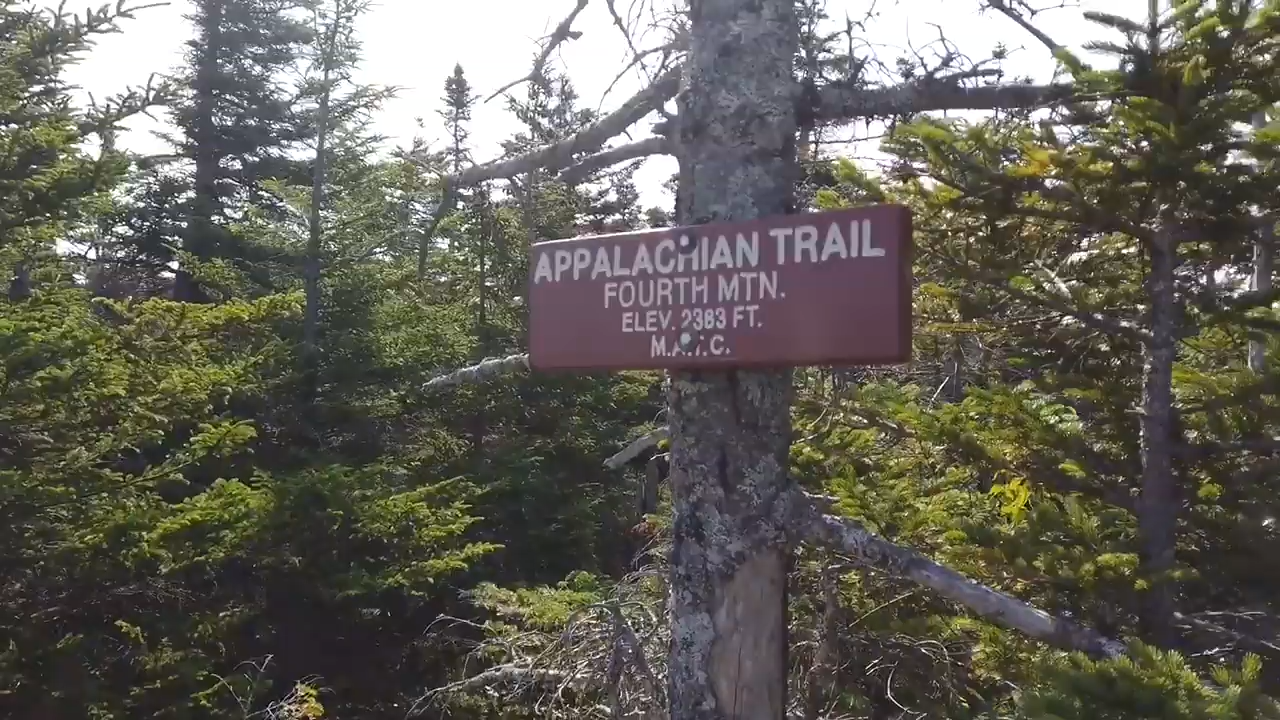 APPALACHIAN TRAIL
FOURTH MTN.
ELEV. 2383 FT.
M.A.T.C.